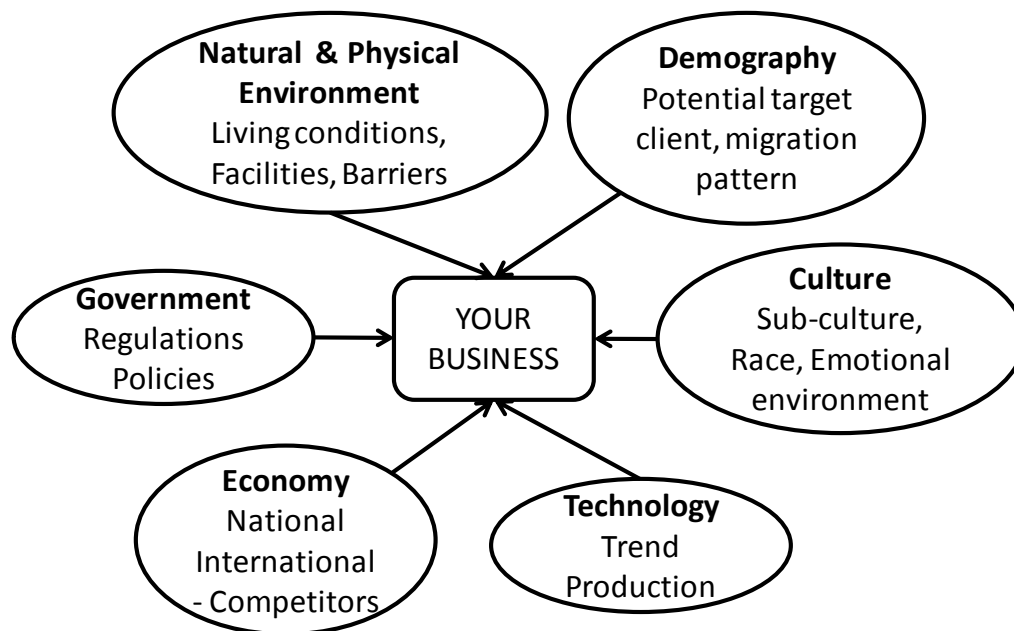 Natural & Physical
Environment
Living conditions,
Facilities, Barriers
Demography
Potential target
client, migration
pattern
Government
Regulations
Policies
YOUR
BUSINESS
Culture
Sub-culture,
Race, Emotional
environment
Economy
National
International
- Competitors
Technology
Trend
Production